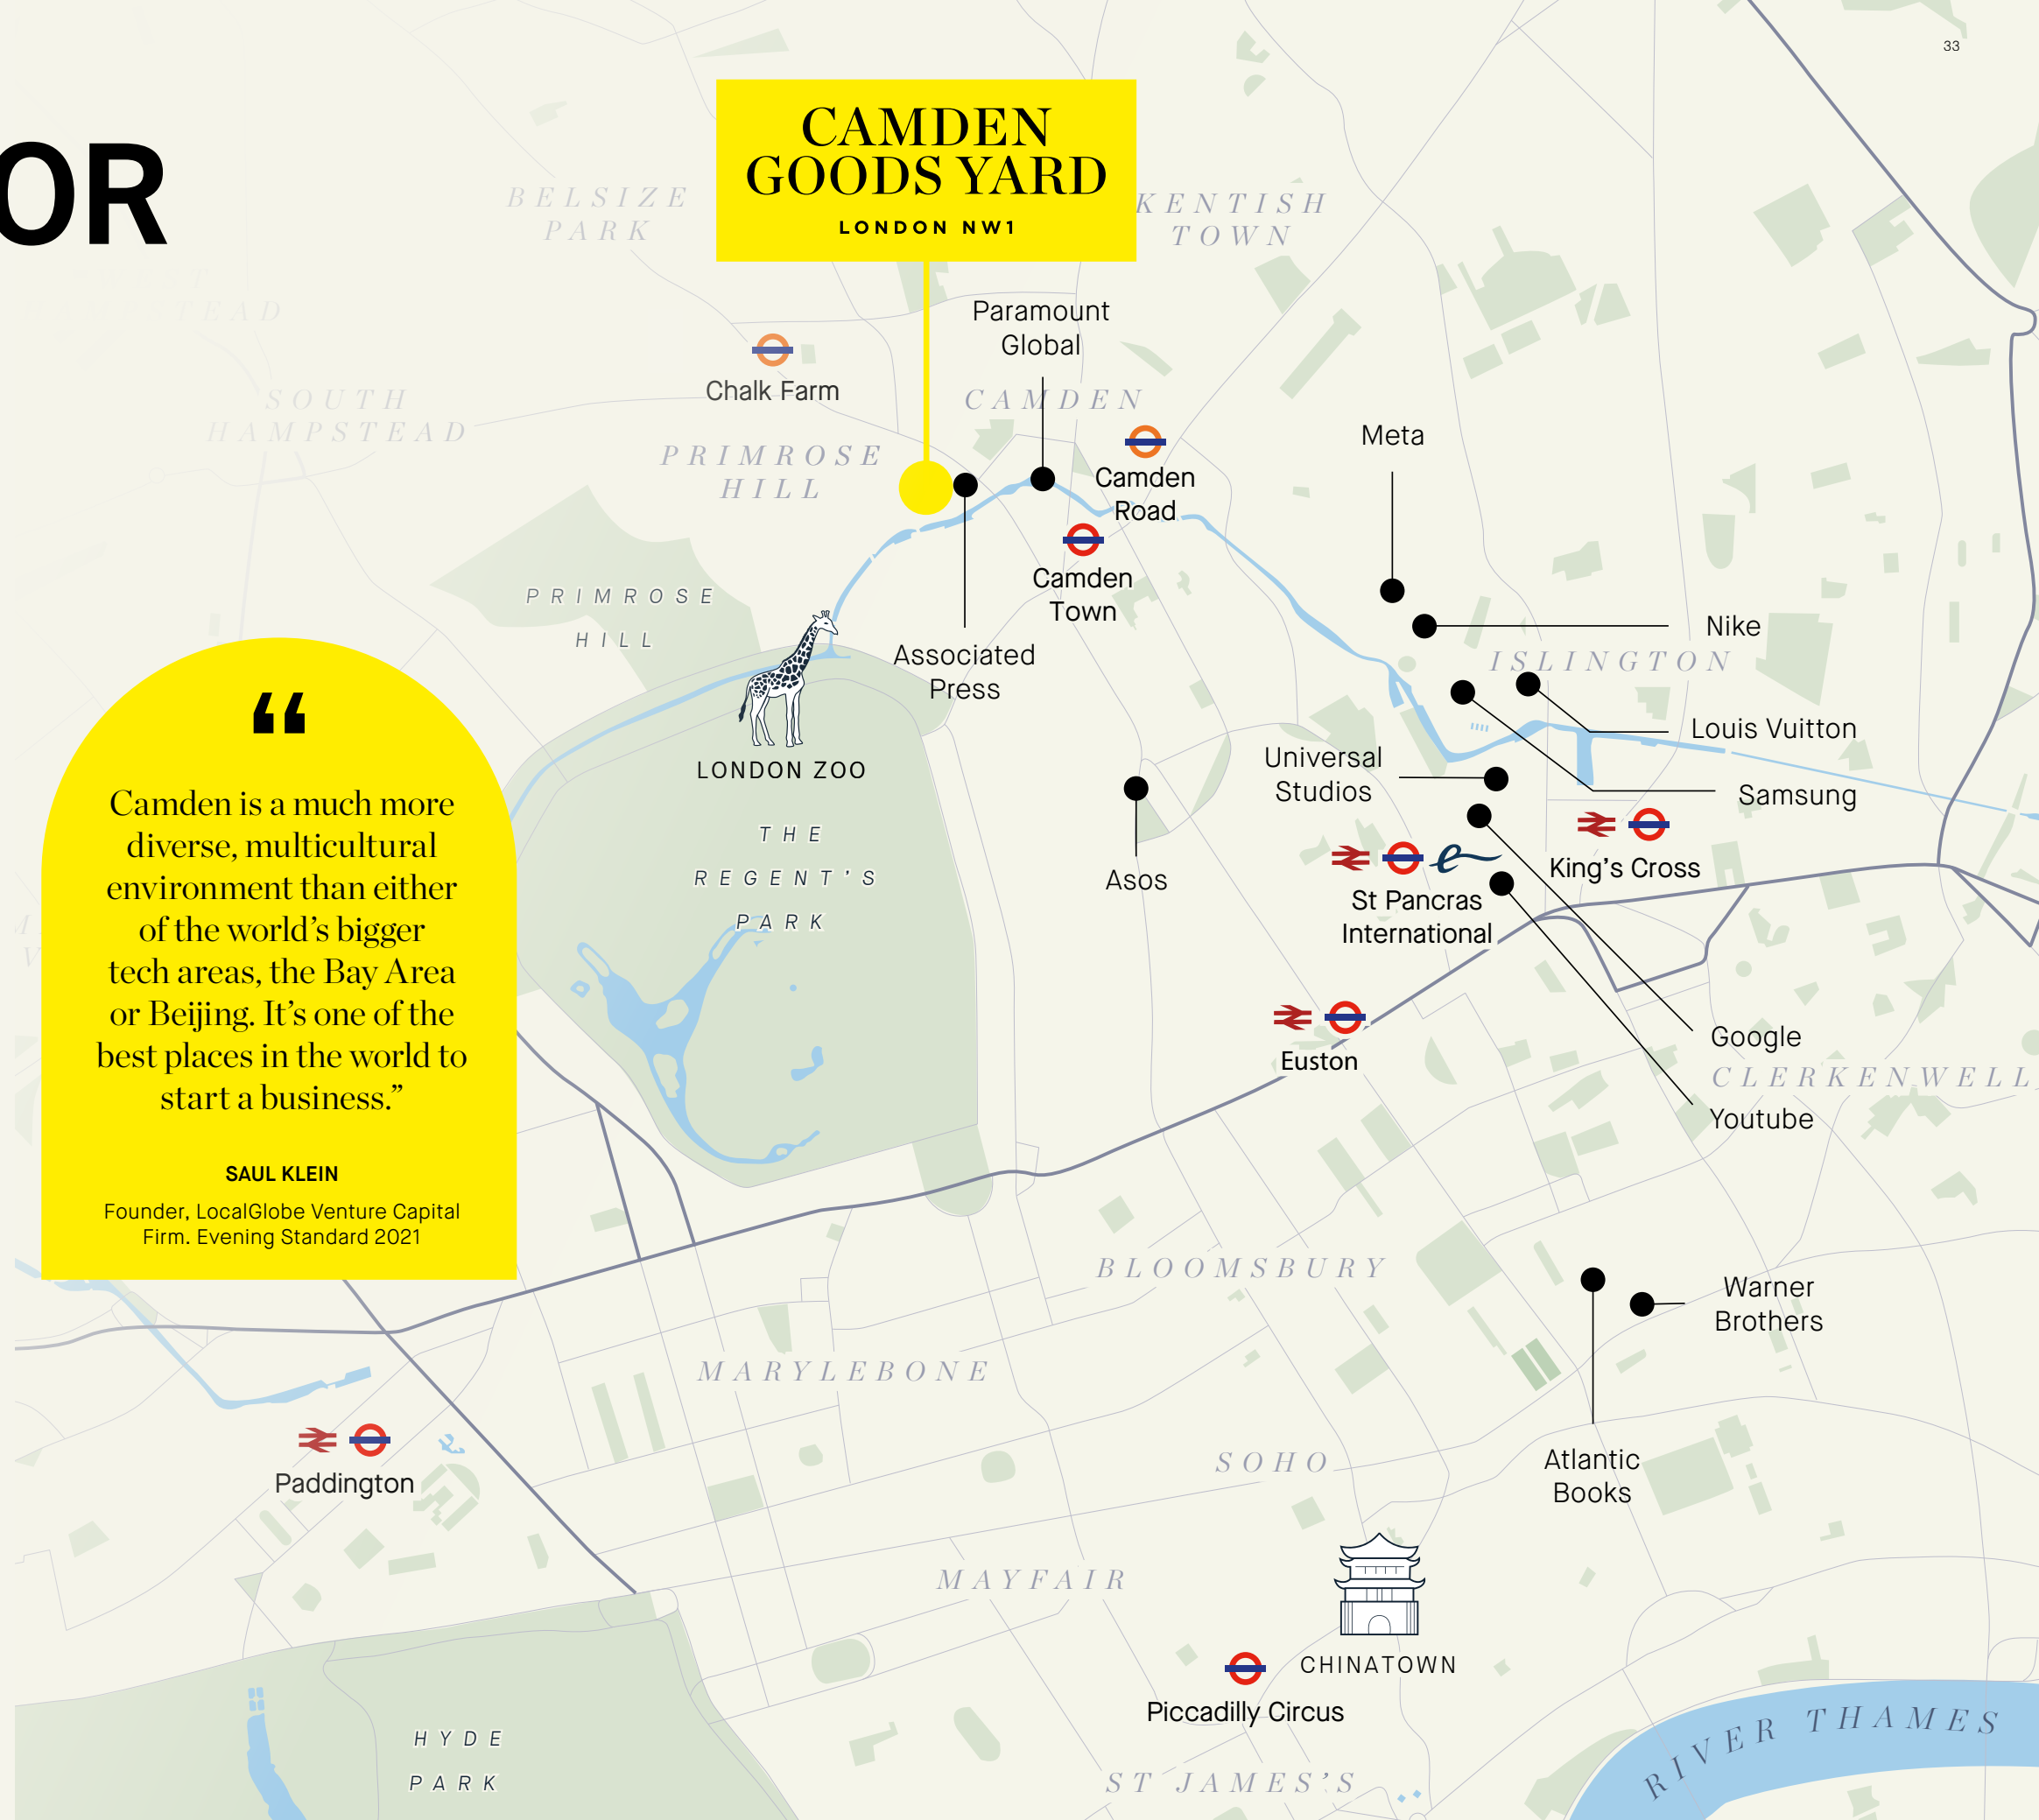 33
OR
CAMDEN
GOODS YARD
LONDON NW1
BELSIZE
PARK
KENTISH
TOWN
Paramount
Global
Chalk Farm
CAMDEN
SOUTH
HAMPSTEAD
PRIMROSE
HILL
Camden
Road
Meta
Camden
Town
PRIMROSE
HILL
Nike
Associated
Press
ISLINGTON
Louis Vuitton
Universal
Studios
Samsung
LONDON ZOO
THE
REGENT'S
PARK
Asos
King's Cross
St Pancras
International
Euston
Google
CLERKENWELL
Youtube
“
Camden is a much more
diverse, multicultural
environment than either
of the world’s bigger
tech areas, the Bay Area
or Beijing. It’s one of the
best places in the world to
start a business.”
SAUL KLEIN
Founder, LocalGlobe Venture Capital
Firm. Evening Standard 2021
BLOOMSBURY
Warner
Brothers
MARYLEBONE
SOHO
Atlantic
Books
Paddington
MAYFAIR
CHINATOWN
Piccadilly Circus
HYDE
PARK
ST JAMES’S
RIVER THAMES